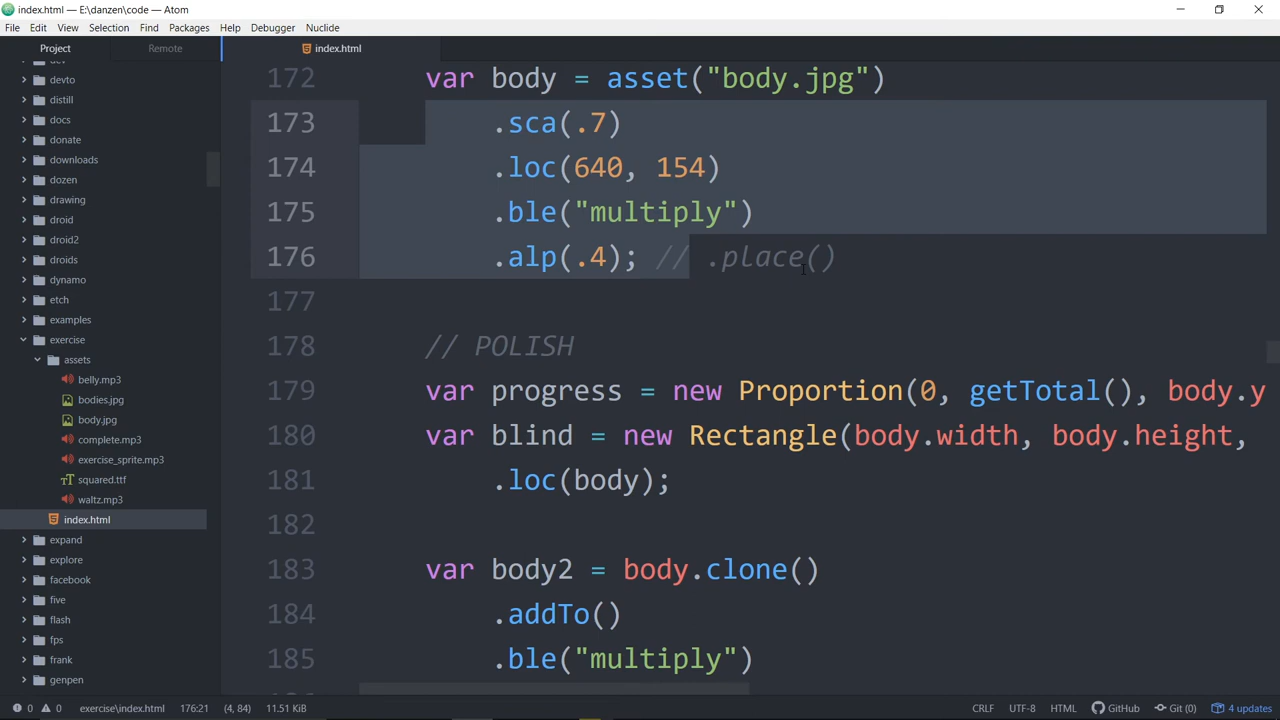 index.html — E:\danzen\code — Atom
File Edit View Selection Find Packages Help Debugger Nuclide
Project Remote index.html
dev
devto
distill
docs
donate
downloads
dozen
drawing
droid
droid2
droids
dynamo
etch
examples
exercise
assets
belly.mp3
bodies.jpg
body.jpg
complete.mp3
exercise_sprite.mp3
squared.ttf
waltz.mp3
index.html
expand
explore
facebook
five
flash
fps
frank
genpen
172 var body = asset("body.jpg")
173 .sca(.7)
174 .loc(640, 154)
175 .ble("multiply")
176 .alp(.4); // .place()
177
178 // POLISH
179 var progress = new Proportion(0, getTotal(), body.y
180 var blind = new Rectangle(body.width, body.height,
181 .loc(body);
182
183 var body2 = body.clone()
184 .addTo()
185 .ble("multiply")
0 0 exercise\index.html 176:21 (4, 84) 11.51 KiB CRLF UTF-8 HTML GitHub Git (0) 4 updates